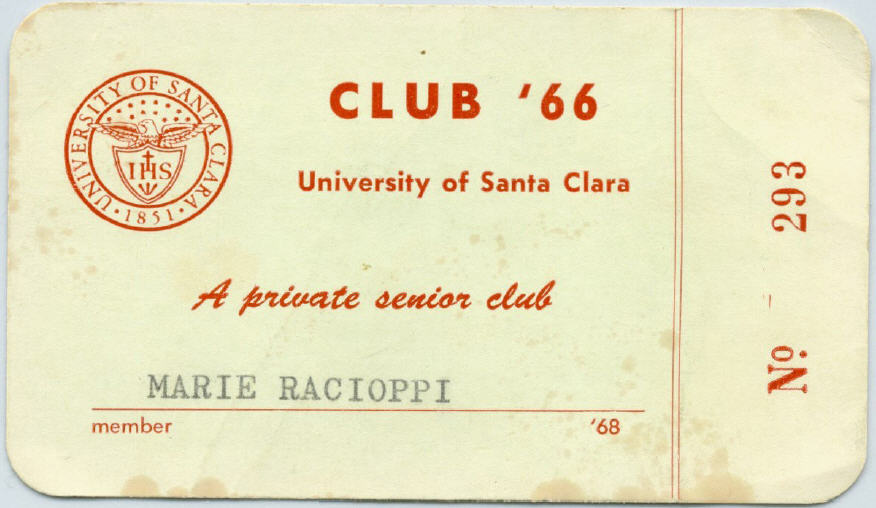 UNIVERSITY OF SANTA CLARA
· 1851 ·
IHS
CLUB '66
University of Santa Clara
A private senior club
MARIE RACIOPPI
member '68
Nº. 293